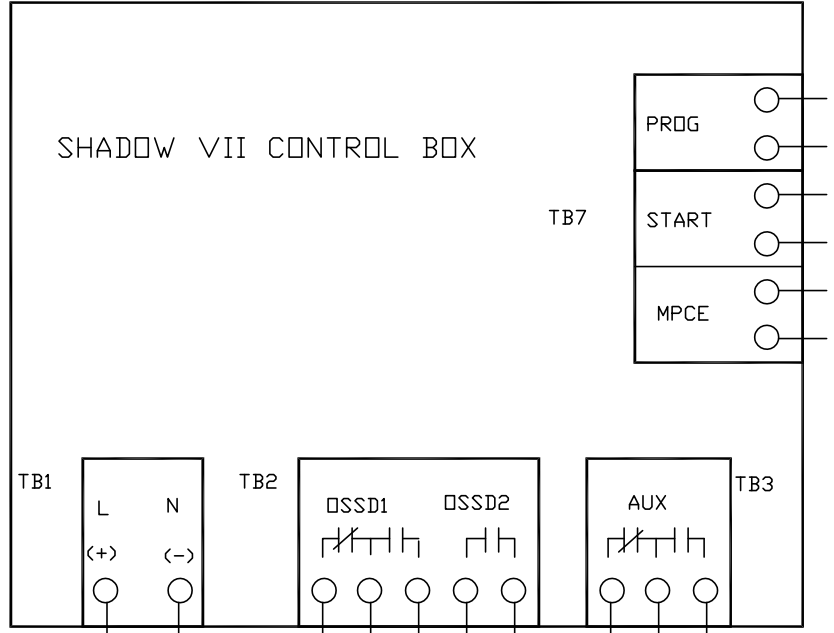 SHADOW VII CONTROL BOX
PROG
TB7
START
MPCE
TB1
L
N
(+)
(-)
TB2
OSSD1
OSSD2
AUX
TB3